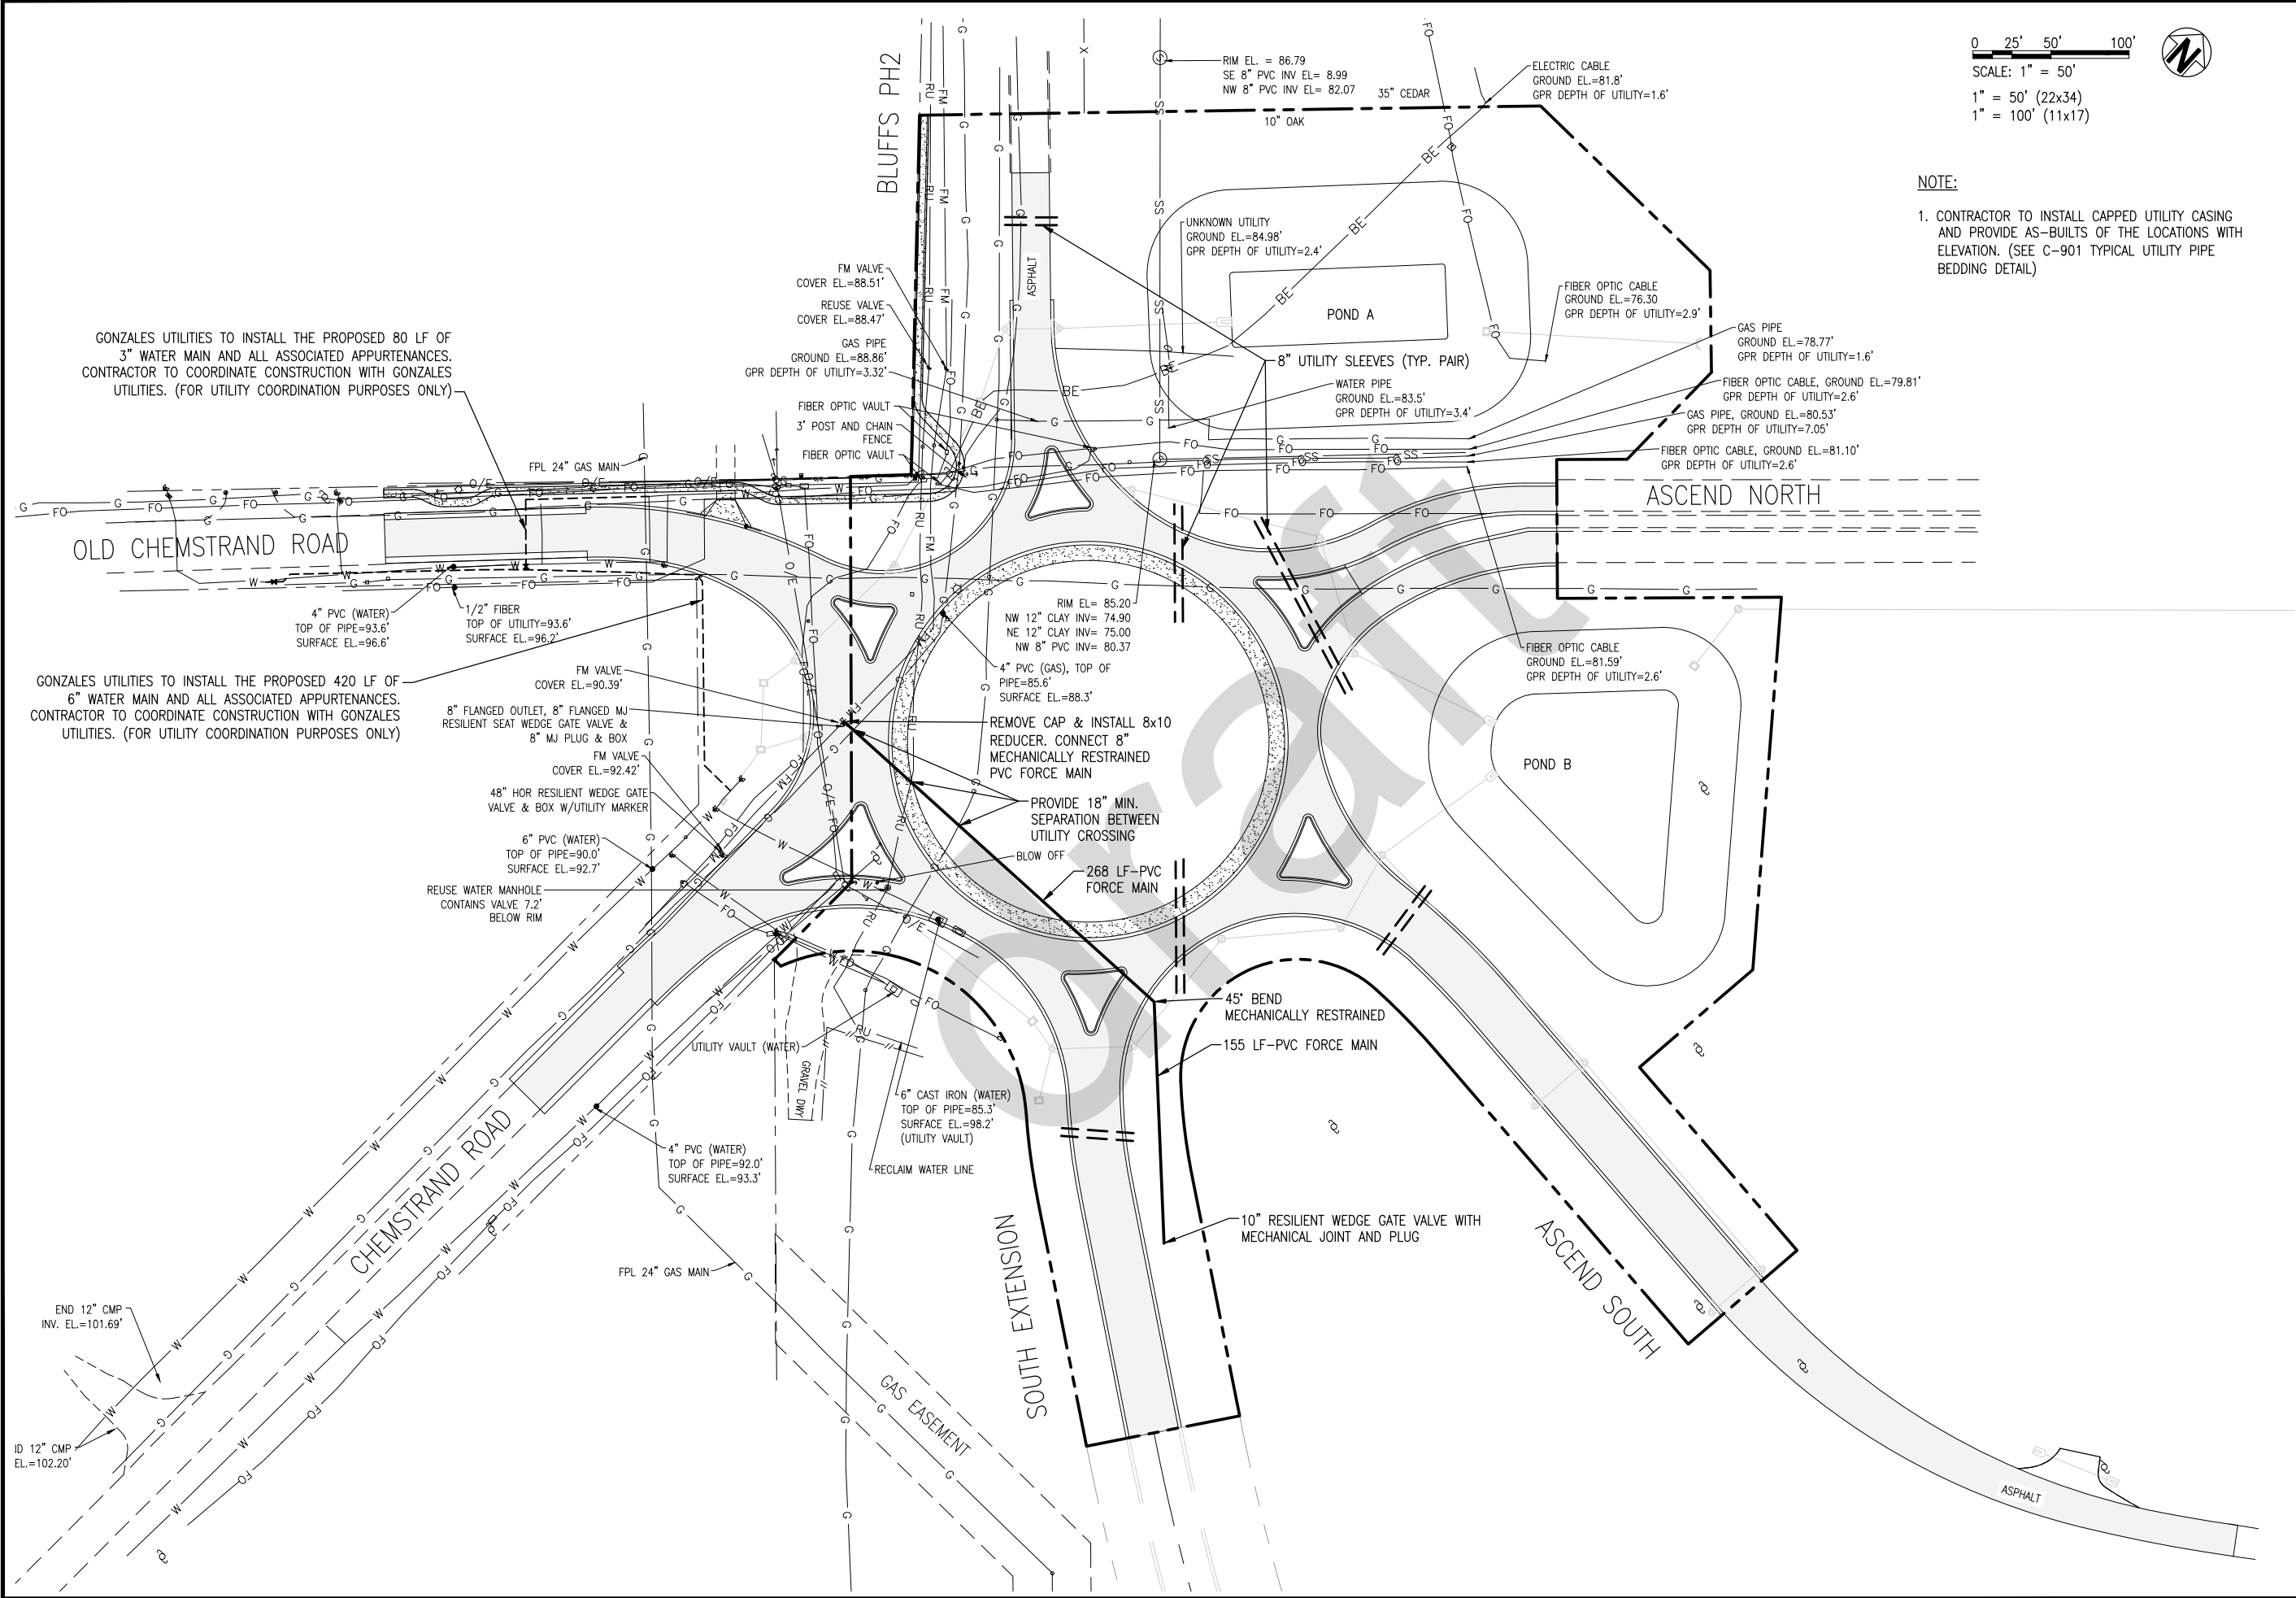 0 25' 50' 100'
SCALE: 1" = 50'
1" = 50' (22x34)
1" = 100' (11x17)
N
NOTE:
1. CONTRACTOR TO INSTALL CAPPED UTILITY CASING
AND PROVIDE AS-BUILTS OF THE LOCATIONS WITH
ELEVATION. (SEE C-901 TYPICAL UTILITY PIPE
BEDDING DETAIL)
BLUFFS PH2
RIM EL. = 86.79
SE 8" PVC INV EL= 8.99
NW 8" PVC INV EL= 82.07
35" CEDAR
10" OAK
ELECTRIC CABLE
GROUND EL.=81.8'
GPR DEPTH OF UTILITY=1.6'
UNKNOWN UTILITY
GROUND EL.=84.98'
GPR DEPTH OF UTILITY=2.4'
ASPHALT
POND A
FIBER OPTIC CABLE
GROUND EL.=76.30
GPR DEPTH OF UTILITY=2.9'
GAS PIPE
GROUND EL.=78.77'
GPR DEPTH OF UTILITY=1.6'
FM VALVE
COVER EL.=88.51'
REUSE VALVE
COVER EL.=88.47'
GAS PIPE
GROUND EL.=88.86'
GPR DEPTH OF UTILITY=3.32'
FIBER OPTIC VAULT
3' POST AND CHAIN
FENCE
FIBER OPTIC VAULT
8" UTILITY SLEEVES (TYP. PAIR)
WATER PIPE
GROUND EL.=83.5'
GPR DEPTH OF UTILITY=3.4'
FIBER OPTIC CABLE, GROUND EL.=79.81'
GPR DEPTH OF UTILITY=2.6'
GAS PIPE, GROUND EL.=80.53'
GPR DEPTH OF UTILITY=7.05'
FIBER OPTIC CABLE, GROUND EL.=81.10'
GPR DEPTH OF UTILITY=2.6'
GONZALES UTILITIES TO INSTALL THE PROPOSED 80 LF OF
3" WATER MAIN AND ALL ASSOCIATED APPURTENANCES.
CONTRACTOR TO COORDINATE CONSTRUCTION WITH GONZALES
UTILITIES. (FOR UTILITY COORDINATION PURPOSES ONLY)
FPL 24" GAS MAIN
ASCEND NORTH
OLD CHEMSTRAND ROAD
4" PVC (WATER)
TOP OF PIPE=93.6'
SURFACE EL.=96.6'
1/2" FIBER
TOP OF UTILITY=93.6'
SURFACE EL.=96.2'
RIM EL= 85.20
NW 12" CLAY INV= 74.90
NE 12" CLAY INV= 75.00
NW 8" PVC INV= 80.37
4" PVC (GAS), TOP OF
PIPE=85.6'
SURFACE EL.=88.3'
FIBER OPTIC CABLE
GROUND EL.=81.59'
GPR DEPTH OF UTILITY=2.6'
GONZALES UTILITIES TO INSTALL THE PROPOSED 420 LF OF
6" WATER MAIN AND ALL ASSOCIATED APPURTENANCES.
CONTRACTOR TO COORDINATE CONSTRUCTION WITH GONZALES
UTILITIES. (FOR UTILITY COORDINATION PURPOSES ONLY)
FM VALVE
COVER EL.=90.39'
8" FLANGED OUTLET, 8" FLANGED MJ
RESILIENT SEAT WEDGE GATE VALVE &
8" MJ PLUG & BOX
FM VALVE
COVER EL.=92.42'
48" HOR RESILIENT WEDGE GATE
VALVE & BOX W/UTILITY MARKER
6" PVC (WATER)
TOP OF PIPE=90.0'
SURFACE EL.=92.7'
REUSE WATER MANHOLE
CONTAINS VALVE 7.2'
BELOW RIM
REMOVE CAP & INSTALL 8x10
REDUCER. CONNECT 8"
MECHANICALLY RESTRAINED
PVC FORCE MAIN
PROVIDE 18" MIN.
SEPARATION BETWEEN
UTILITY CROSSING
BLOW OFF
268 LF-PVC
FORCE MAIN
POND B
draft
45° BEND
MECHANICALLY RESTRAINED
155 LF-PVC FORCE MAIN
UTILITY VAULT (WATER)
GRAVEL DWY
6" CAST IRON (WATER)
TOP OF PIPE=85.3'
SURFACE EL.=98.2'
(UTILITY VAULT)
RECLAIM WATER LINE
4" PVC (WATER)
TOP OF PIPE=92.0'
SURFACE EL.=93.3'
CHEMSTRAND ROAD
10" RESILIENT WEDGE GATE VALVE WITH
MECHANICAL JOINT AND PLUG
SOUTH EXTENSION
ASCEND SOUTH
FPL 24" GAS MAIN
GAS EASEMENT
END 12" CMP
INV. EL.=101.69'
ID 12" CMP
EL.=102.20'
ASPHALT